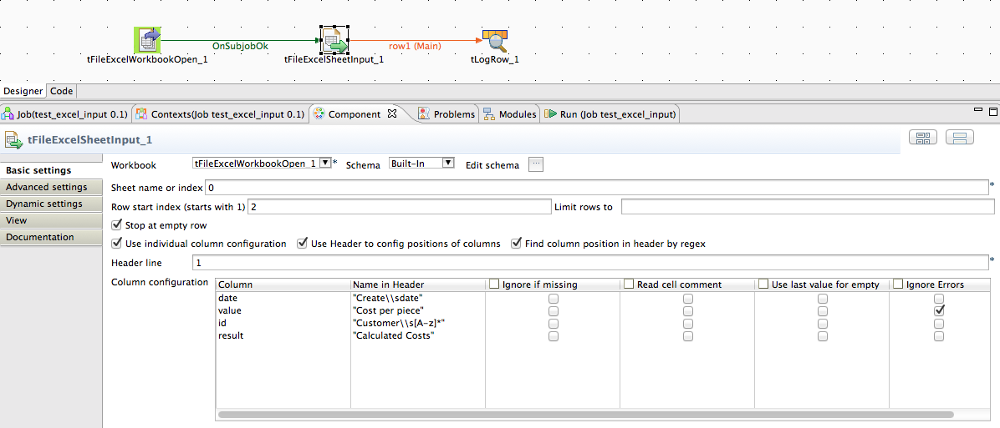 OnSubjobOk
row1 (Main)
tFileExcelWorkbookOpen_1
tFileExcelSheetInput_1
tLogRow_1
Designer
Code
Job(test_excel_input 0.1)
Contexts(Job test_excel_input 0.1)
Component
Problems
Modules
Run (Job test_excel_input)
tFileExcelSheetInput_1
Basic settings
Advanced settings
Dynamic settings
View
Documentation
Workbook tFileExcelWorkbookOpen_1 * Schema Built-In Edit schema ...
Sheet name or index 0 *
Row start index (starts with 1) 2 Limit rows to
Stop at empty row
Use individual column configuration Use Header to config positions of columns Find column position in header by regex
Header line 1 *
Column configuration Column Name in Header Ignore if missing Read cell comment Use last value for empty Ignore Errors
date "Create\\sdate"
value "Cost per piece"
id "Customer\\s[A-z]*"
result "Calculated Costs"